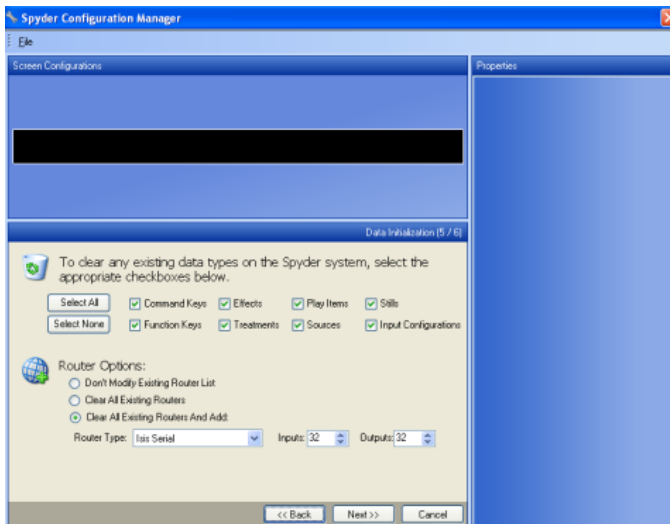 Spyder Configuration Manager
File
Screen Configurations
Properties
Data Initialization (5 / 6)
To clear any existing data types on the Spyder system, select the
appropriate checkboxes below.
Select All Command Keys Effects Play Items Stills
Select None Function Keys Treatments Sources Input Configurations
Router Options:
Don't Modify Existing Router List
Clear All Existing Routers
Clear All Existing Routers And Add:
Router Type: Isis Serial Inputs: 32 Outputs: 32
<< Back Next >> Cancel